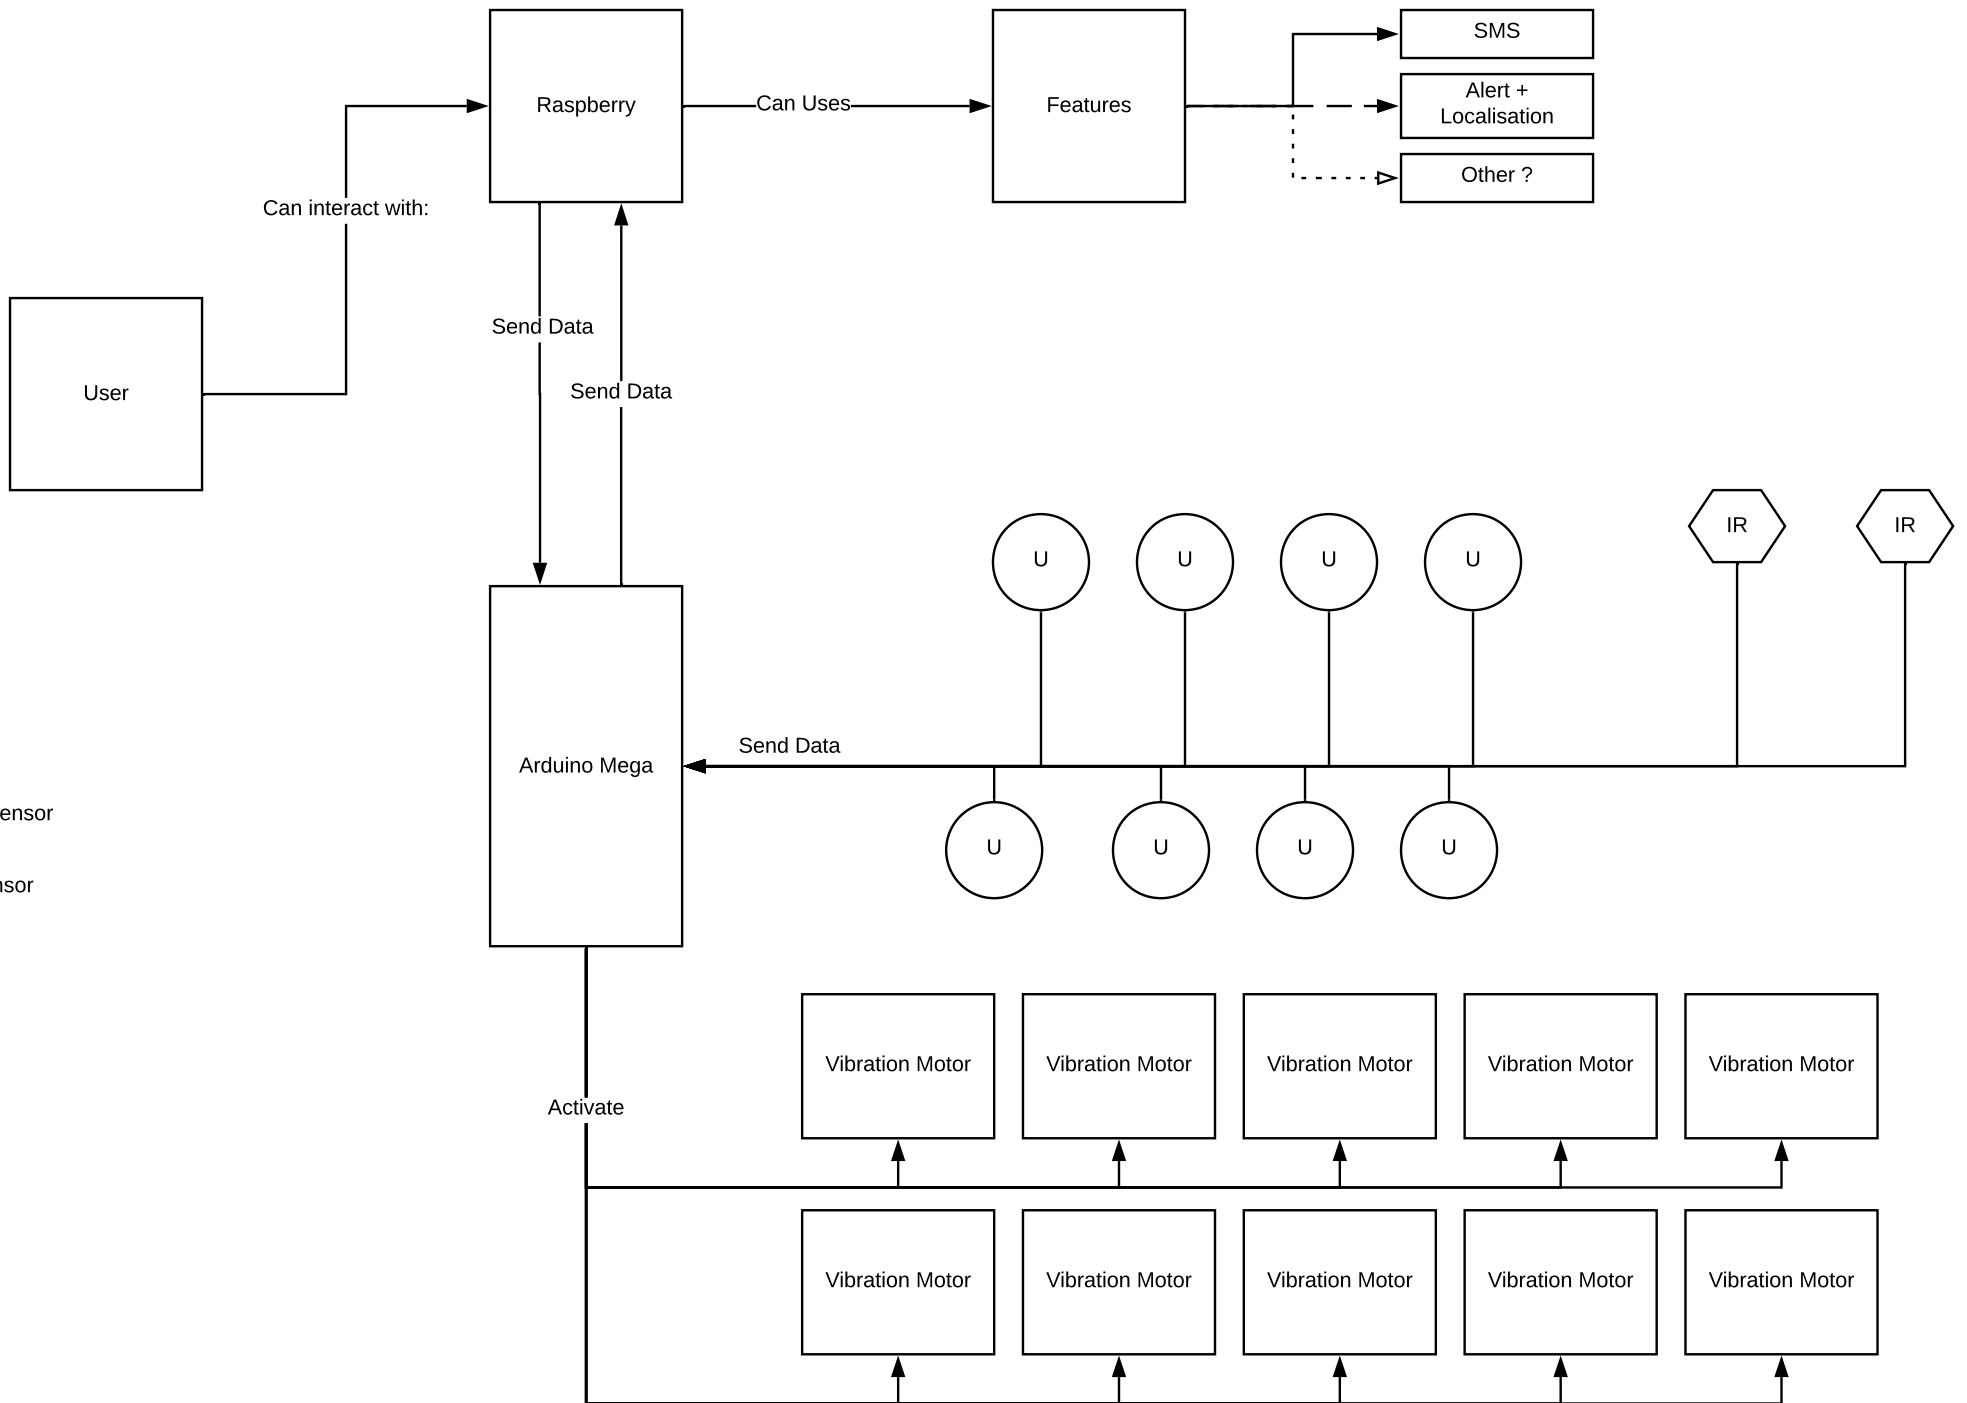 SMS
Raspberry
Can Uses
Features
Alert +
Localisation
Other ?
Can interact with:
Send Data
User
Send Data
IR
IR
U
U
U
U
Send Data
Arduino Mega
ensor
U
U
U
U
nsor
Vibration Motor
Vibration Motor
Vibration Motor
Vibration Motor
Vibration Motor
Activate
Vibration Motor
Vibration Motor
Vibration Motor
Vibration Motor
Vibration Motor